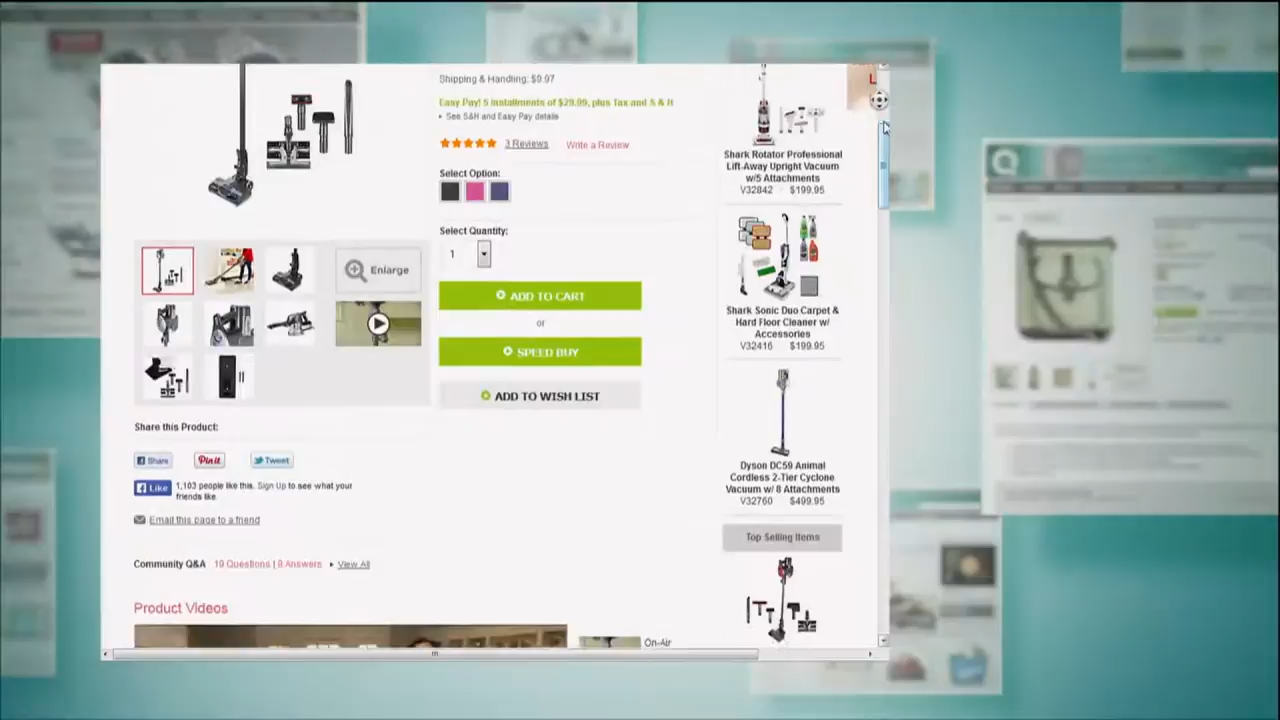 Shipping & Handling: $9.97
Easy Pay! 5 installments of $29.99, plus Tax and S & H
See S&H and Easy Pay details
3 Reviews
Write a Review
Select Option:
Select Quantity:
1
Enlarge
ADD TO CART
or
SPEED BUY
ADD TO WISH LIST
Share this Product:
Share
Pin it
Tweet
Like
1,103 people like this. Sign Up to see what your
friends like.
Email this page to a friend
Community Q&A
19 Questions | 8 Answers
View All
Product Videos
On-Air
L
Shark Rotator Professional
Lift-Away Upright Vacuum
w/5 Attachments
V32842 · $199.95
Shark Sonic Duo Carpet &
Hard Floor Cleaner w/
Accessories
V32416 $199.95
Dyson DC59 Animal
Cordless 2-Tier Cyclone
Vacuum w/ 8 Attachments
V32760 $499.95
Top Selling Items